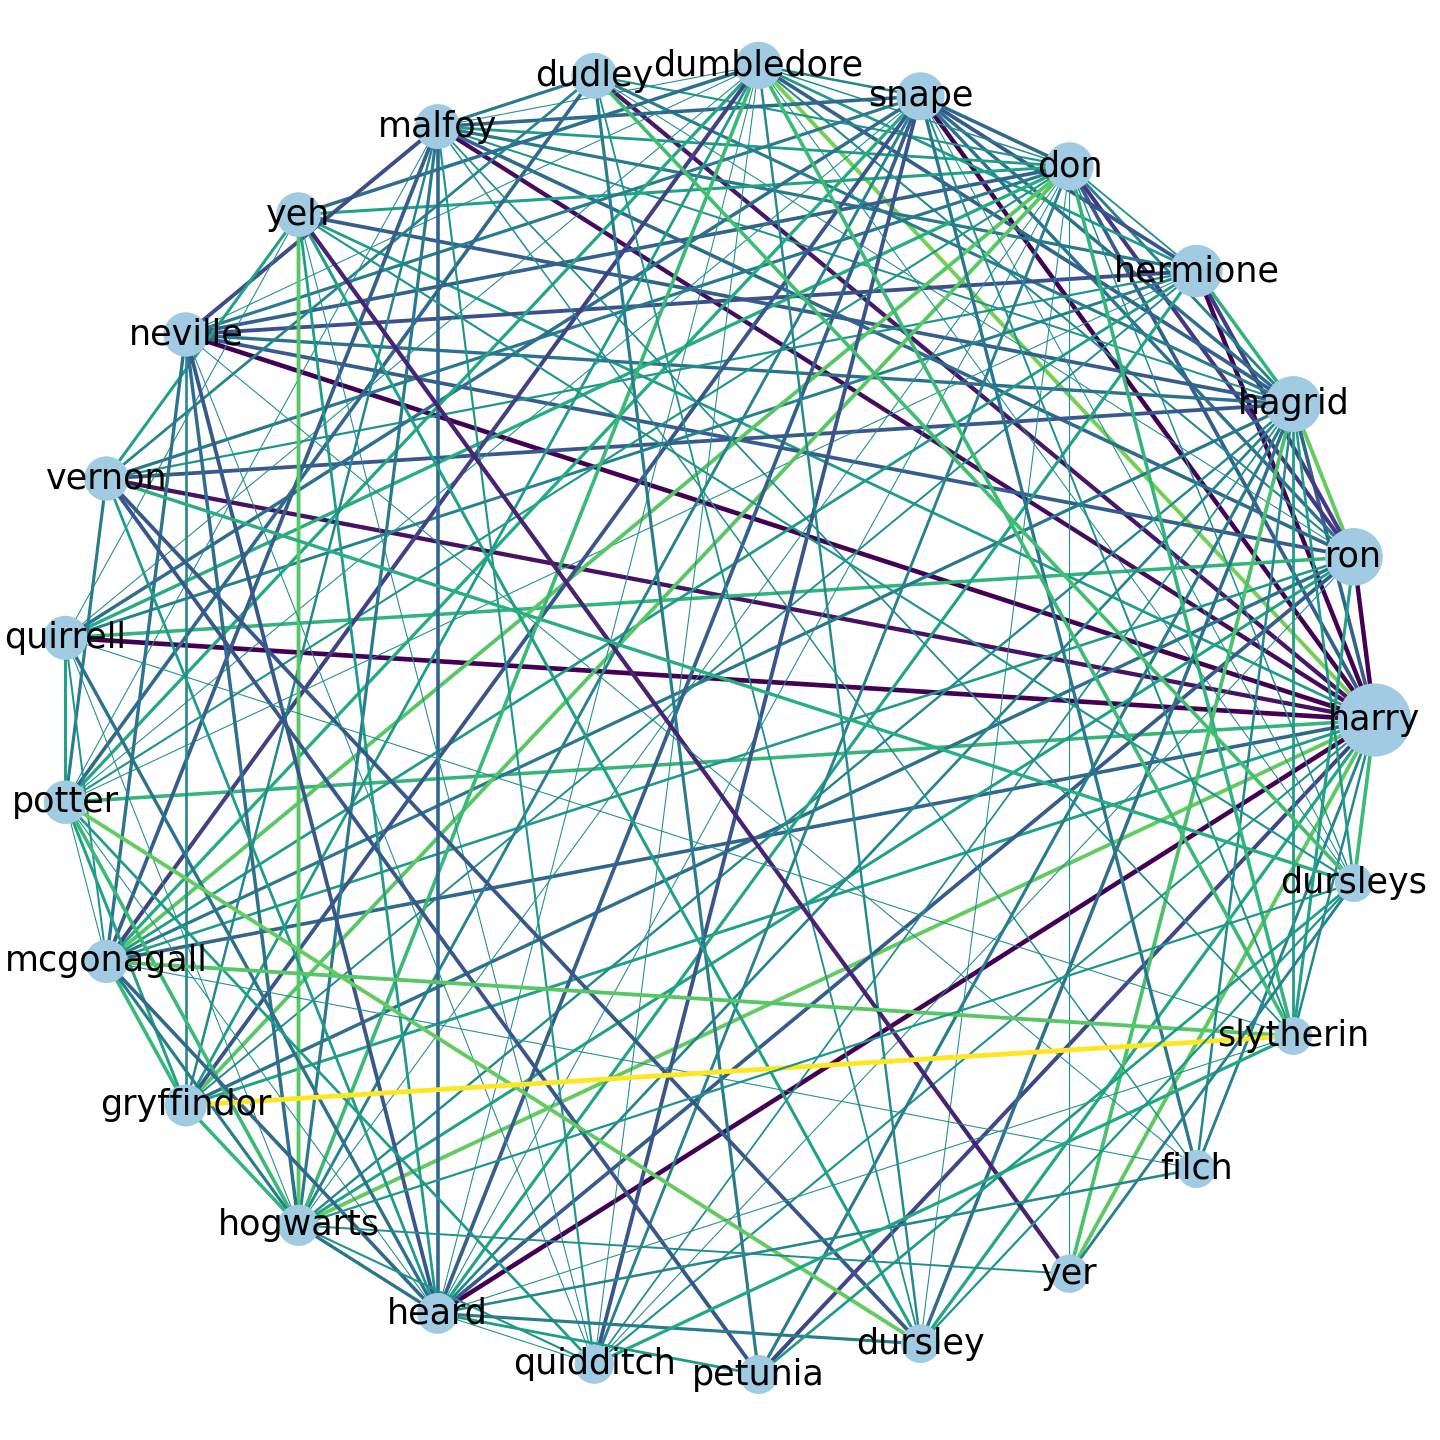 dumbledore
dudley
snape
malfoy
don
yeh
hermione
neville
hagrid
vernon
ron
quirrell
harry
potter
dursleys
mcgonagall
slytherin
gryffindor
filch
hogwarts
yer
heard
dursley
quidditch
petunia